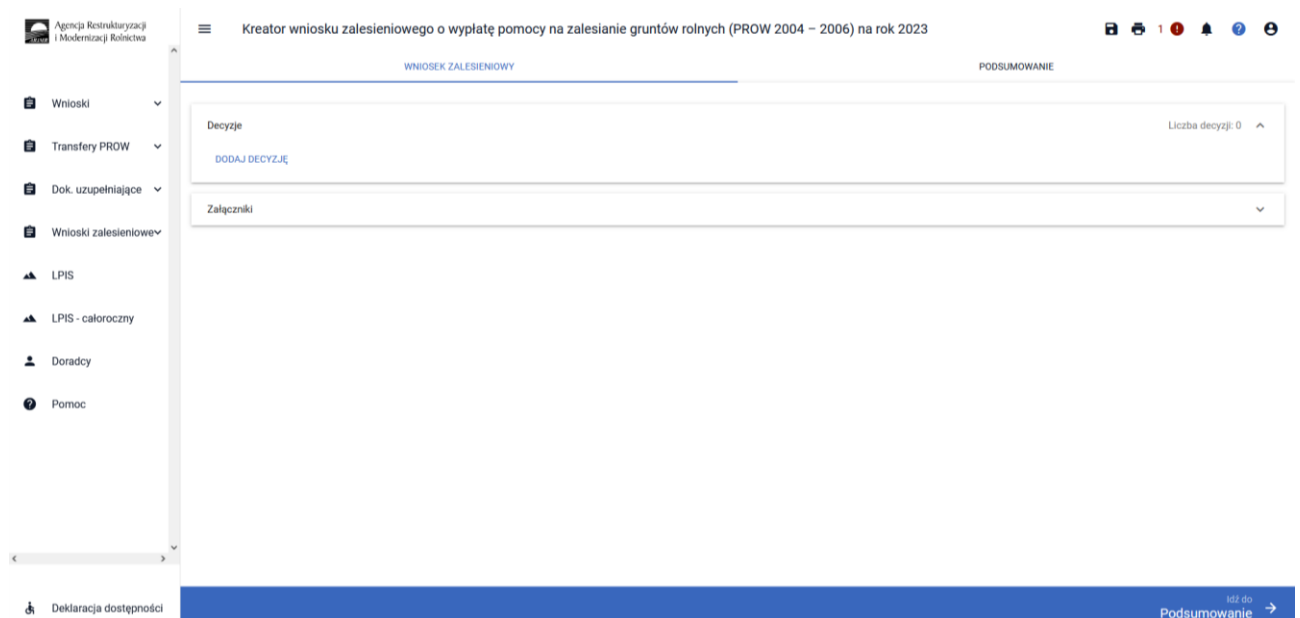 Agencja Restrukturyzacji
i Modernizacji Rolnictwa
Kreator wniosku zalesieniowego o wypłatę pomocy na zalesianie gruntów rolnych (PROW 2004 – 2006) na rok 2023
1
WNIOSEK ZALESIENIOWY
PODSUMOWANIE
Wnioski
Transfery PROW
Dok. uzupełniające
Wnioski zalesieniowe
LPIS
LPIS - całoroczny
Doradcy
Pomoc
Deklaracja dostępności
Decyzje
Liczba decyzji: 0
DODAJ DECYZJĘ
Załączniki
Idź do
Podsumowanie